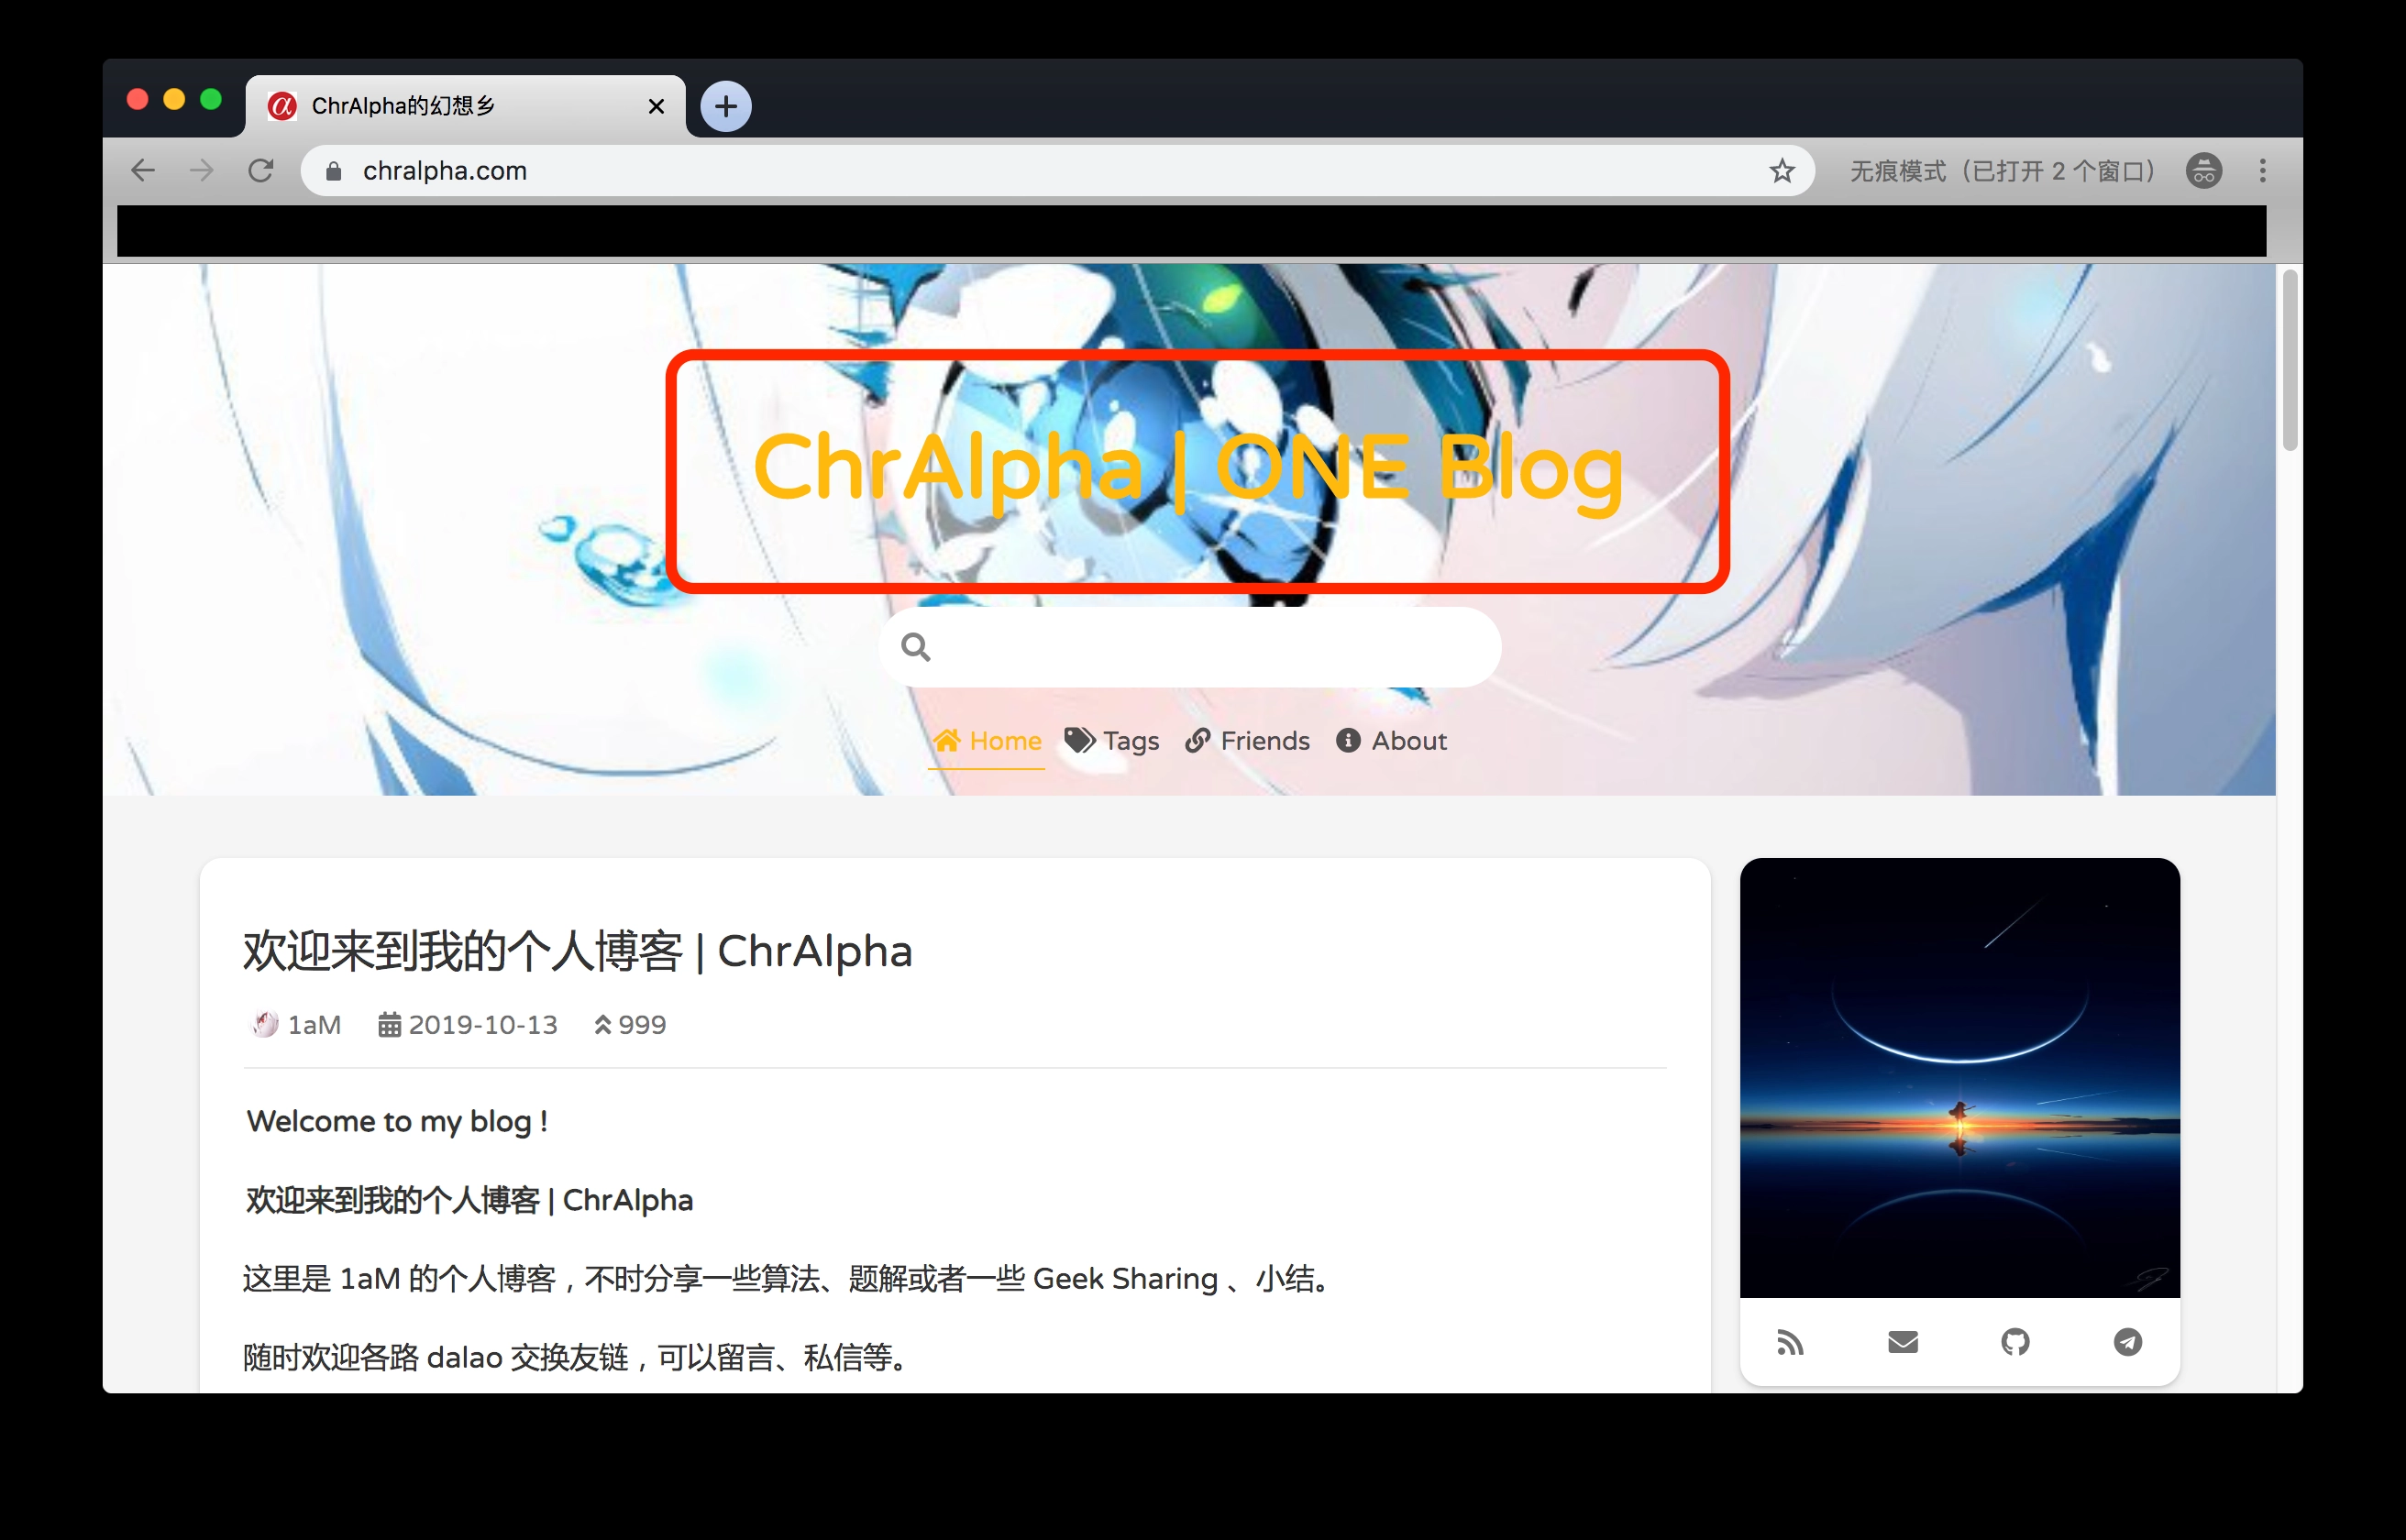 ChrAlpha的幻想乡
chralpha.com
无痕模式（已打开 2 个窗口）
ChrAlpha | ONE Blog
Home Tags Friends About
欢迎来到我的个人博客 | ChrAlpha
1aM 2019-10-13 999
Welcome to my blog !
欢迎来到我的个人博客 | ChrAlpha
这里是 1aM 的个人博客，不时分享一些算法、题解或者一些 Geek Sharing 、小结。
随时欢迎各路 dalao 交换友链，可以留言、私信等。